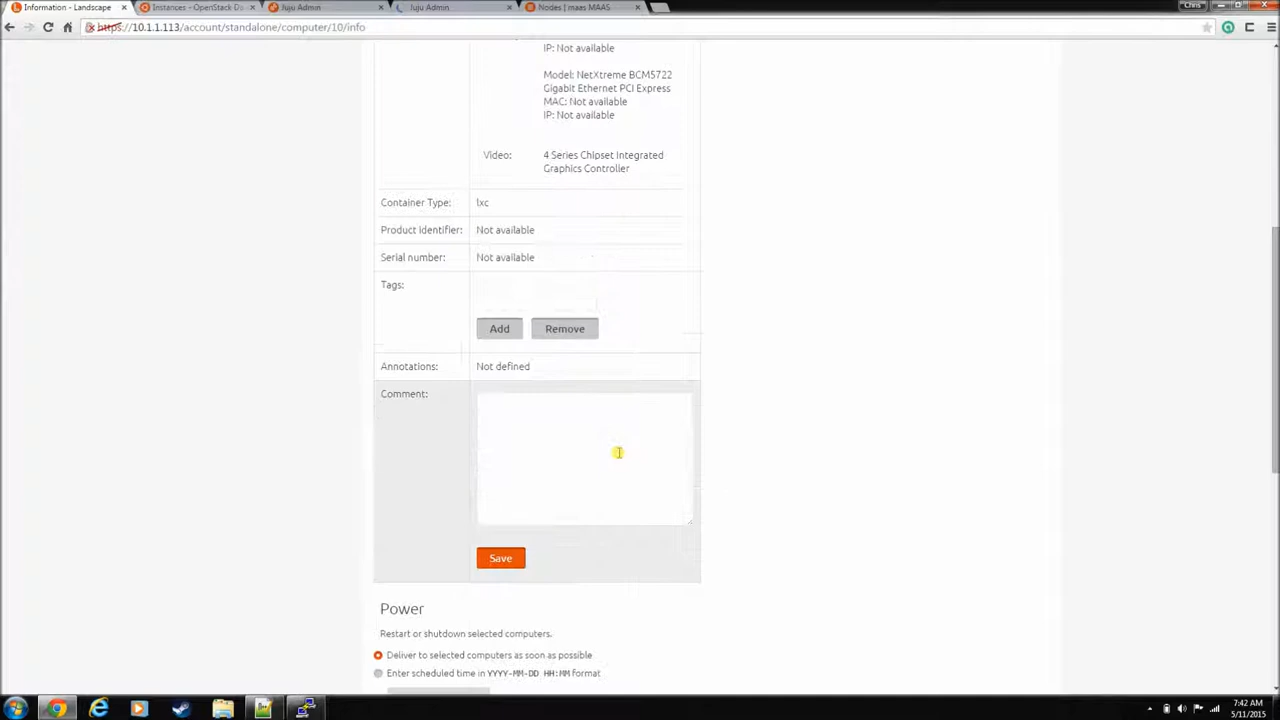 Information - Landscape
Instances - OpenStack Da
Juju Admin
Juju Admin
Nodes | maas MAAS
Chris
https://10.1.1.113/account/standalone/computer/10/info
IP: Not available
Model: NetXtreme BCM5722
Gigabit Ethernet PCI Express
MAC: Not available
IP: Not available
Video: 4 Series Chipset Integrated
Graphics Controller
Container Type: lxc
Product identifier: Not available
Serial number: Not available
Tags:
Add Remove
Annotations: Not defined
Comment:
Save
Power
Restart or shutdown selected computers.
Deliver to selected computers as soon as possible
Enter scheduled time in YYYY-MM-DD HH:MM format
7:42 AM
5/11/2015